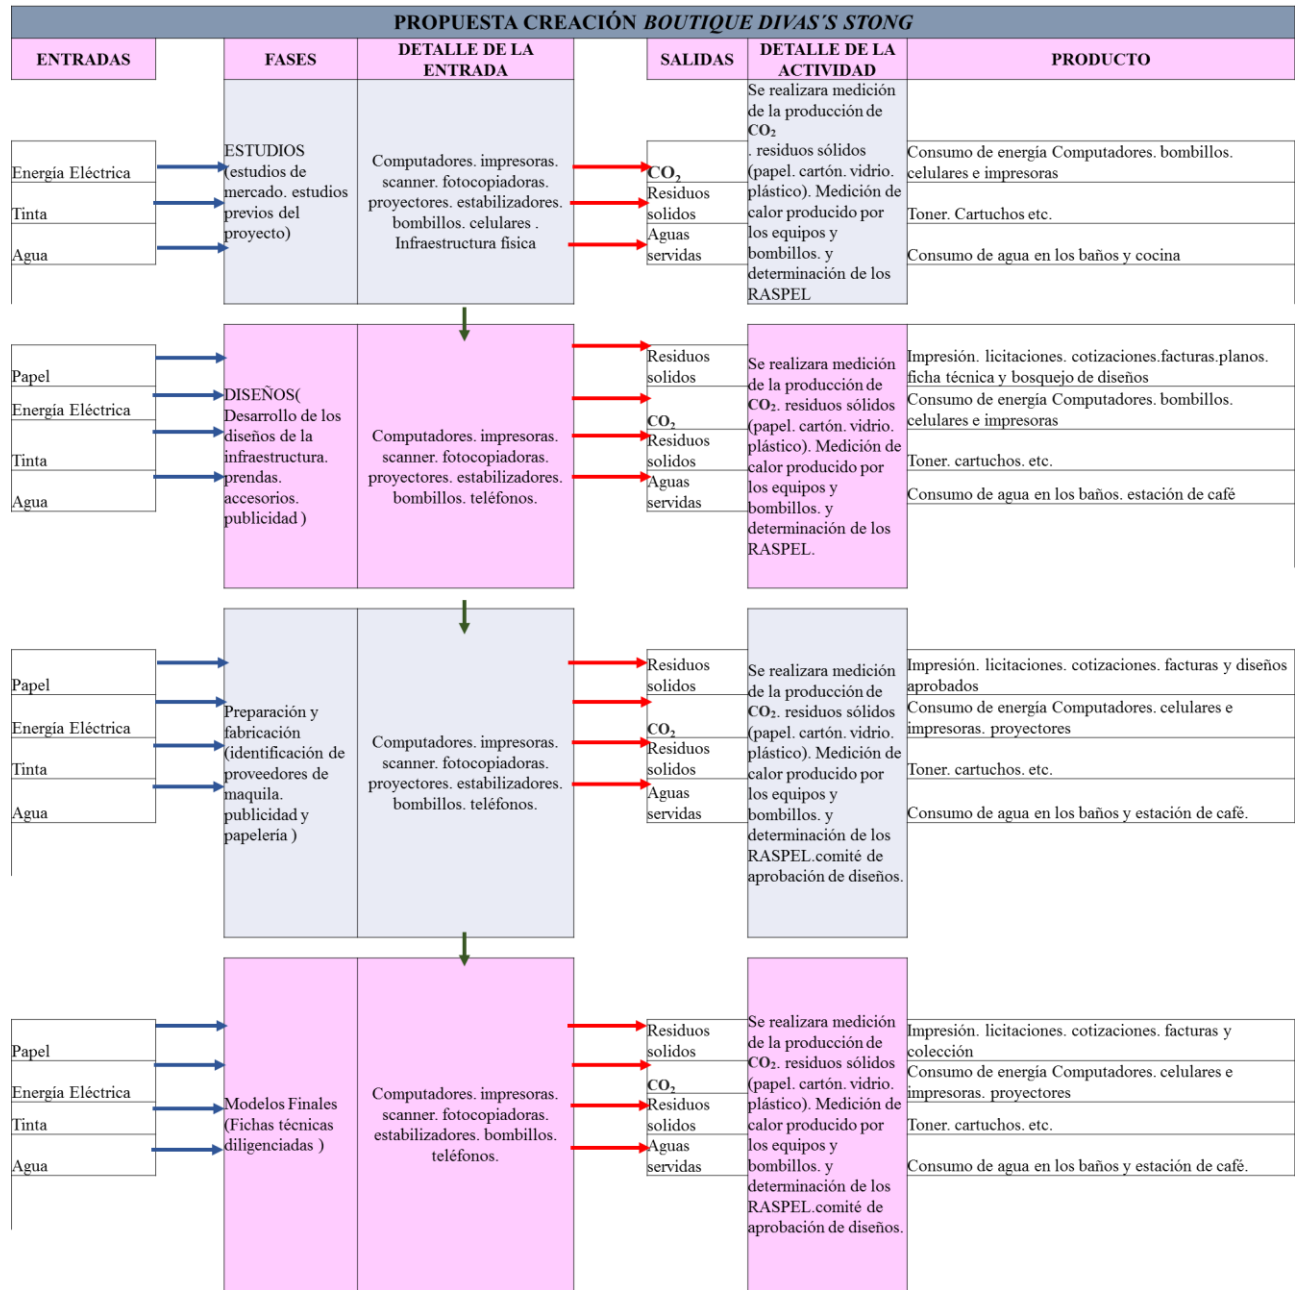 PROPUESTA CREACIÓN BOUTIQUE DIVAS'S STONG
ENTRADAS
FASES
DETALLE DE LA
ENTRADA
SALIDAS
DETALLE DE LA
ACTIVIDAD
PRODUCTO
Energía Eléctrica
Tinta
Agua
ESTUDIOS
(estudios de
mercado. estudios
previos del
proyecto)
Computadores. impresoras.
scanner. fotocopiadoras.
proyectores. estabilizadores.
bombillos. celulares .
Infraestructura física
CO₂
Residuos
solidos
Aguas
servidas
Se realizara medición
de la producción de
CO₂
. residuos sólidos
(papel. cartón. vidrio.
plástico). Medición de
calor producido por
los equipos y
bombillos. y
determinación de los
RASPEL
Consumo de energía Computadores. bombillos.
celulares e impresoras
Toner. Cartuchos etc.
Consumo de agua en los baños y cocina
Papel
Energía Eléctrica
Tinta
Agua
DISEÑOS(
Desarrollo de los
diseños de la
infraestructura.
prendas.
accesorios.
publicidad )
Computadores. impresoras.
scanner. fotocopiadoras.
proyectores. estabilizadores.
bombillos. teléfonos.
Residuos
solidos
CO₂
Residuos
solidos
Aguas
servidas
Se realizara medición
de la producción de
CO₂. residuos sólidos
(papel. cartón. vidrio.
plástico). Medición de
calor producido por
los equipos y
bombillos. y
determinación de los
RASPEL.
Impresión. licitaciones. cotizaciones.facturas.planos.
ficha técnica y bosquejo de diseños
Consumo de energía Computadores. bombillos.
celulares e impresoras
Toner. cartuchos. etc.
Consumo de agua en los baños. estación de café
Papel
Energía Eléctrica
Tinta
Agua
Preparación y
fabricación
(identificación de
proveedores de
maquila.
publicidad y
papelería )
Computadores. impresoras.
scanner. fotocopiadoras.
proyectores. estabilizadores.
bombillos. teléfonos.
Residuos
solidos
CO₂
Residuos
solidos
Aguas
servidas
Se realizara medición
de la producción de
CO₂. residuos sólidos
(papel. cartón. vidrio.
plástico). Medición de
calor producido por
los equipos y
bombillos. y
determinación de los
RASPEL.comité de
aprobación de diseños.
Impresión. licitaciones. cotizaciones. facturas y diseños
aprobados
Consumo de energía Computadores. celulares e
impresoras. proyectores
Toner. cartuchos. etc.
Consumo de agua en los baños y estación de café.
Papel
Energía Eléctrica
Tinta
Agua
Modelos Finales
(Fichas técnicas
diligenciadas )
Computadores. impresoras.
scanner. fotocopiadoras.
estabilizadores. bombillos.
teléfonos.
Residuos
solidos
CO₂
Residuos
solidos
Aguas
servidas
Se realizara medición
de la producción de
CO₂. residuos sólidos
(papel. cartón. vidrio.
plástico). Medición de
calor producido por
los equipos y
bombillos. y
determinación de los
RASPEL.comité de
aprobación de diseños.
Impresión. licitaciones. cotizaciones. facturas y
colección
Consumo de energía Computadores. celulares e
impresoras. proyectores
Toner. cartuchos. etc.
Consumo de agua en los baños y estación de café.